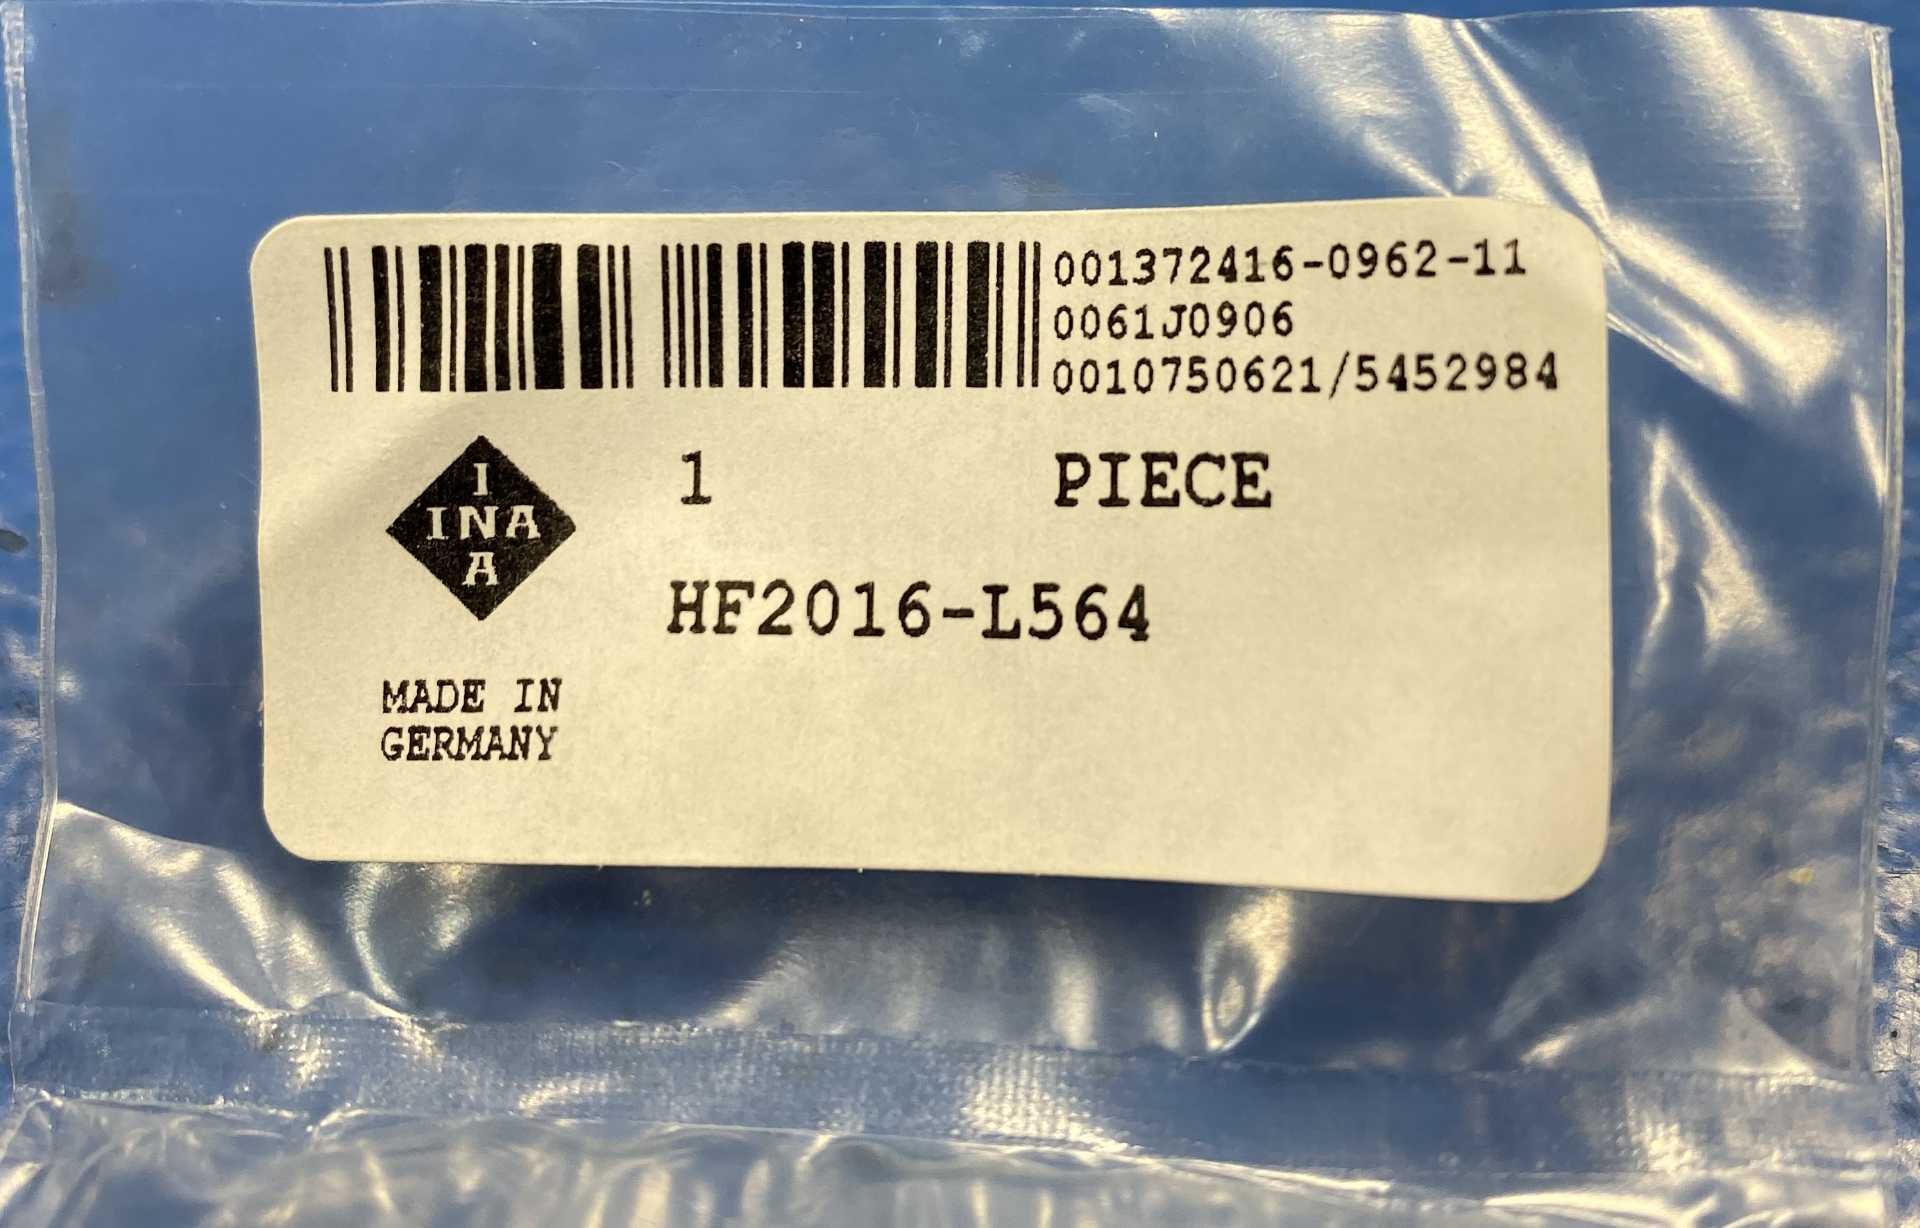 001372416-0962-11
0061J0906
0010750621/5452984
I
INA
A
1 PIECE
HF2016-L564
MADE IN
GERMANY